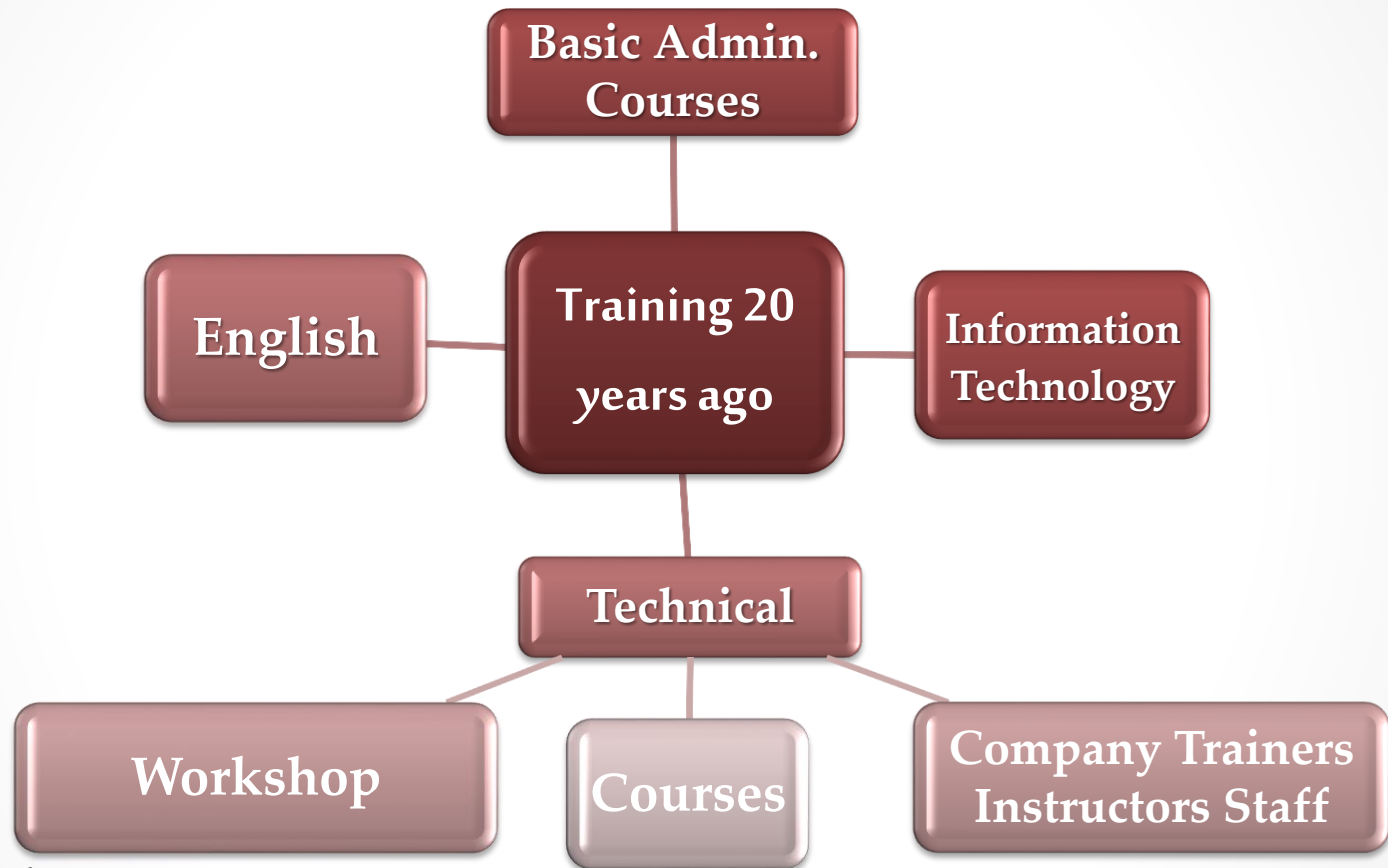 Basic Admin.
Courses
English
Training 20
years ago
Information
Technology
Technical
Workshop
Courses
Company Trainers
Instructors Staff